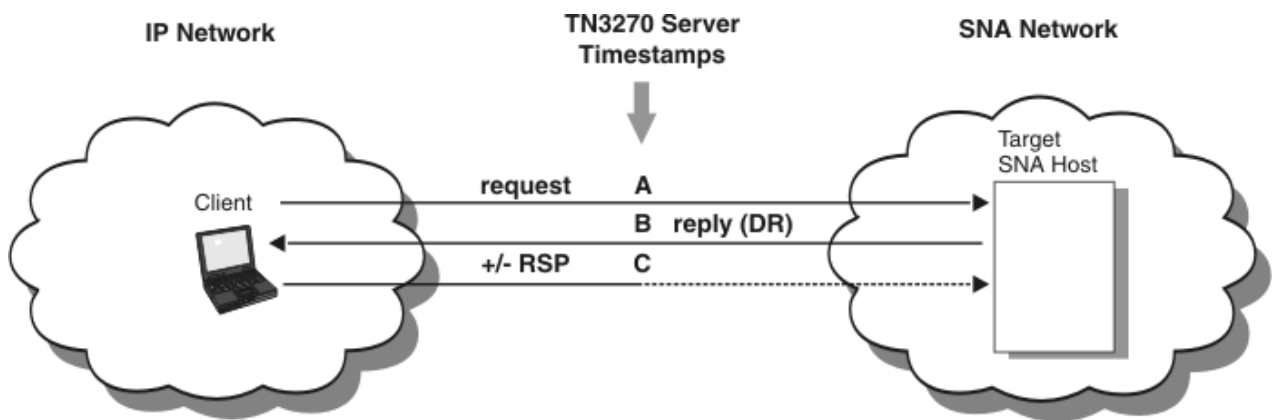 IP Network
TN3270 Server
Timestamps
SNA Network
Target
SNA Host
Client
request A
B reply (DR)
+/- RSP C